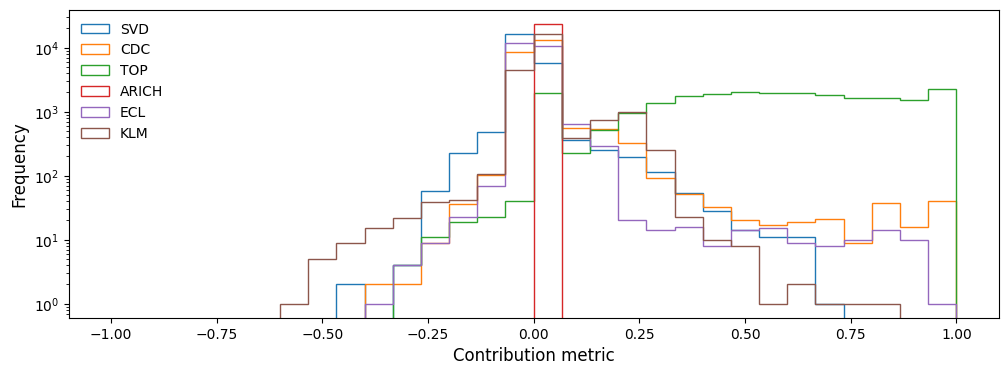 SVD
CDC
TOP
ARICH
ECL
KLM
Frequency
10⁴
10³
10²
10¹
10⁰
−1.00 −0.75 −0.50 −0.25 0.00 0.25 0.50 0.75 1.00
Contribution metric